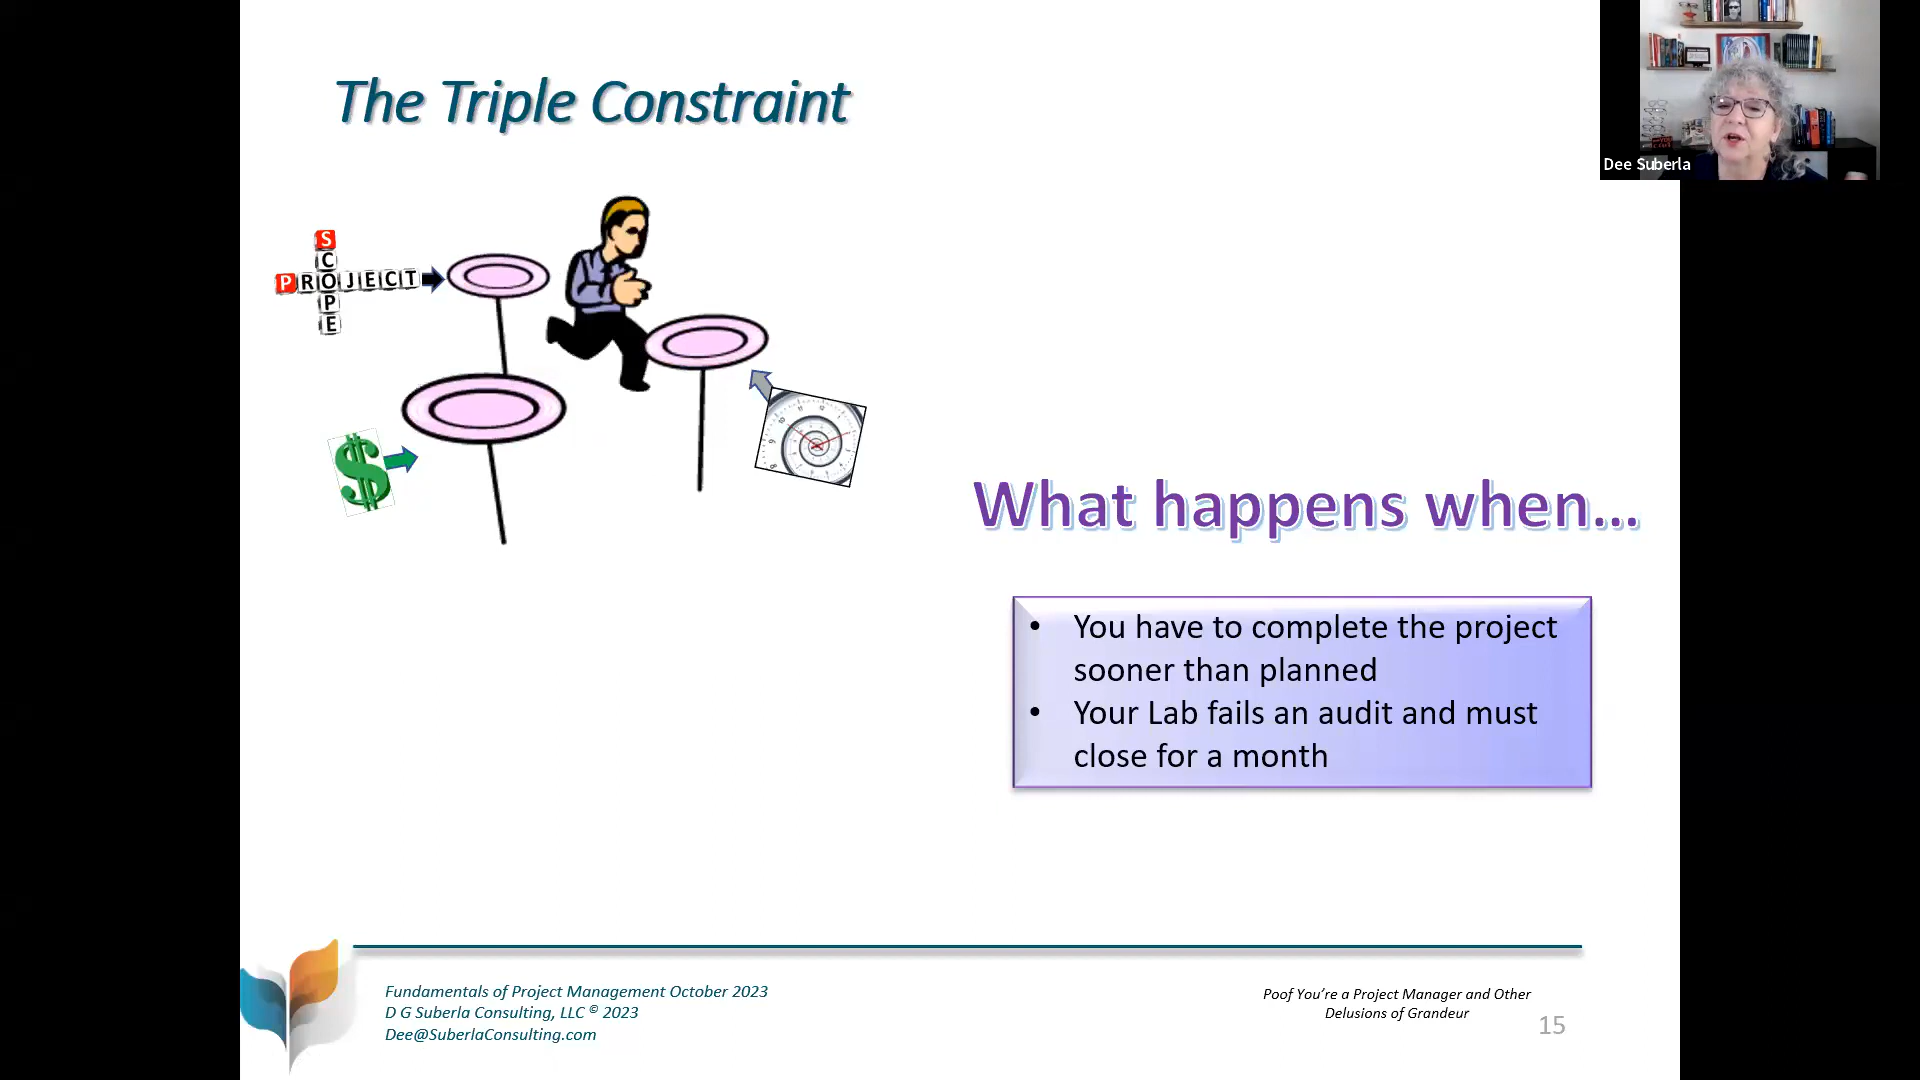 The Triple Constraint
Dee Suberla
SCOPE
PROJECT
$
What happens when...
• You have to complete the project
sooner than planned
• Your Lab fails an audit and must
close for a month
Fundamentals of Project Management October 2023
D G Suberla Consulting, LLC © 2023
Dee@SuberlaConsulting.com
Poof You’re a Project Manager and Other
Delusions of Grandeur
15